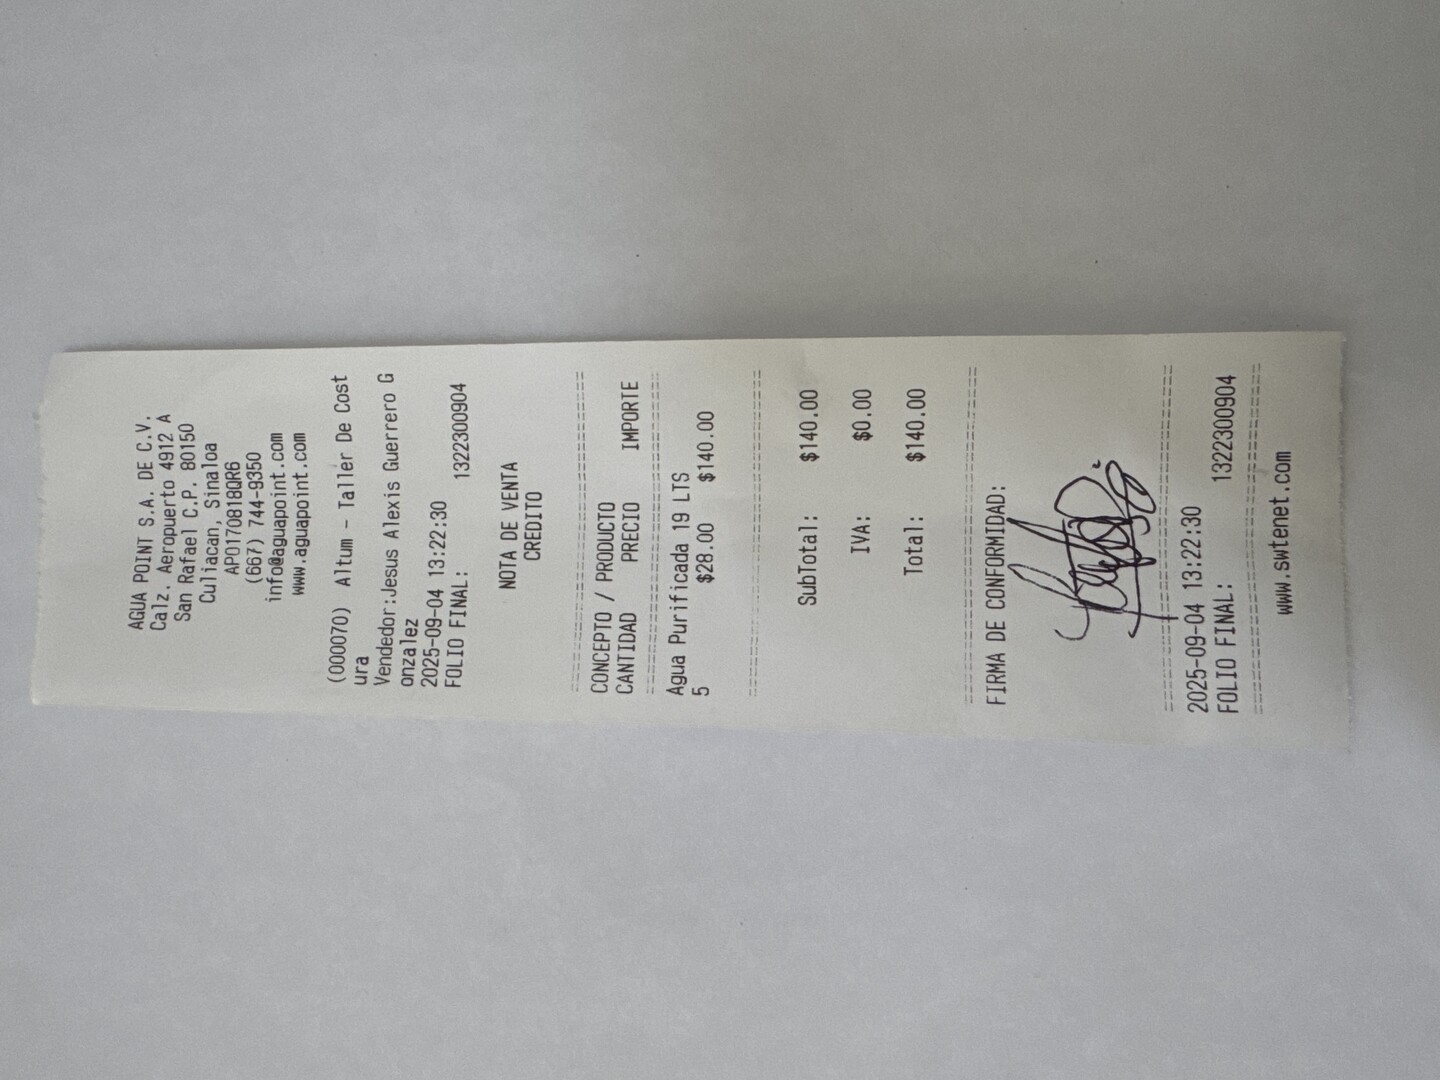 AGUA POINT S.A. DE C.V.
Calz. Aeropuerto 4912 A
San Rafael C.P. 80150
Culiacan, Sinaloa
APO170818QR6
(667) 744-9350
info@aguapoint.com
www.aguapoint.com
(000070) Altum - Taller De Cost
ura
Vendedor:Jesus Alexis Guerrero G
onzalez
2025-09-04 13:22:30
FOLIO FINAL: 1322300904
NOTA DE VENTA
CREDITO
CONCEPTO / PRODUCTO
CANTIDAD PRECIO IMPORTE
Agua Purificada 19 LTS
5 $28.00 $140.00
SubTotal: $140.00
IVA: $0.00
Total: $140.00
FIRMA DE CONFORMIDAD:
2025-09-04 13:22:30
FOLIO FINAL: 1322300904
www.swtenet.com